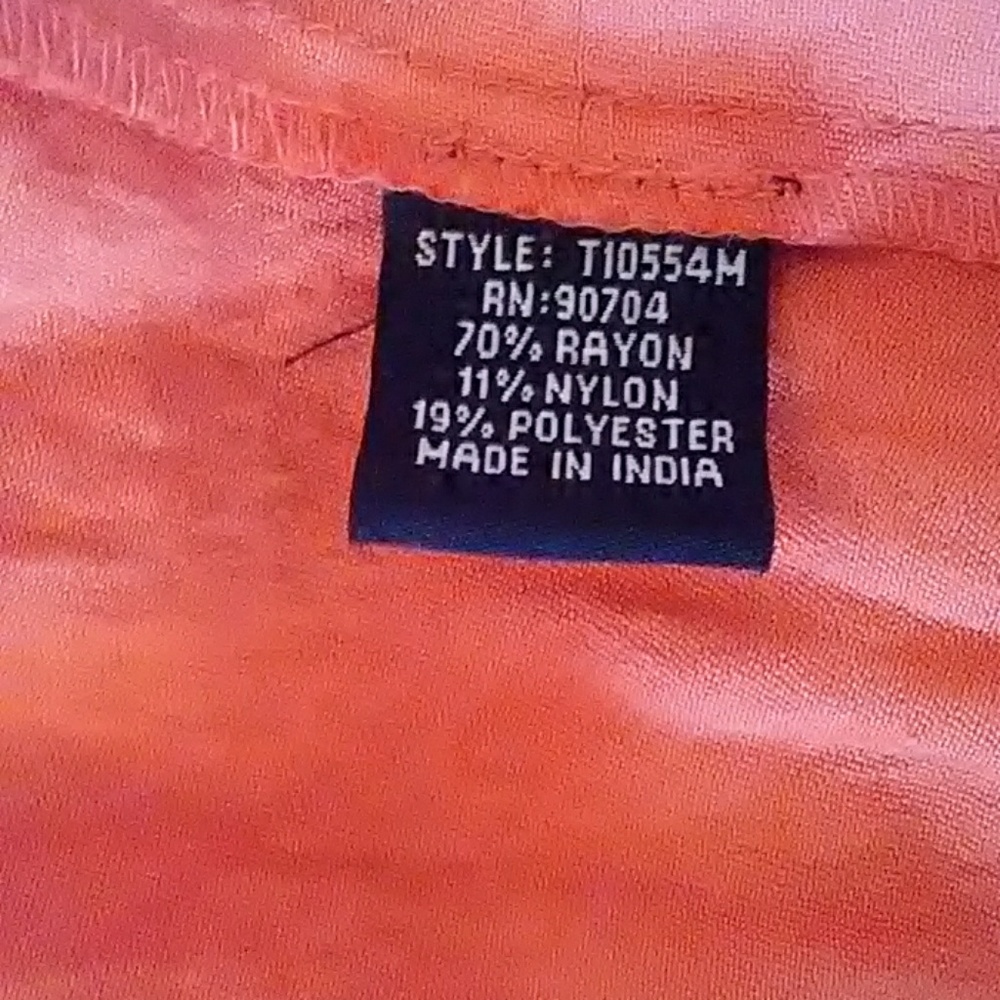 STYLE: T10554M
RN:90704
70% RAYON
11% NYLON
19% POLYESTER
MADE IN INDIA